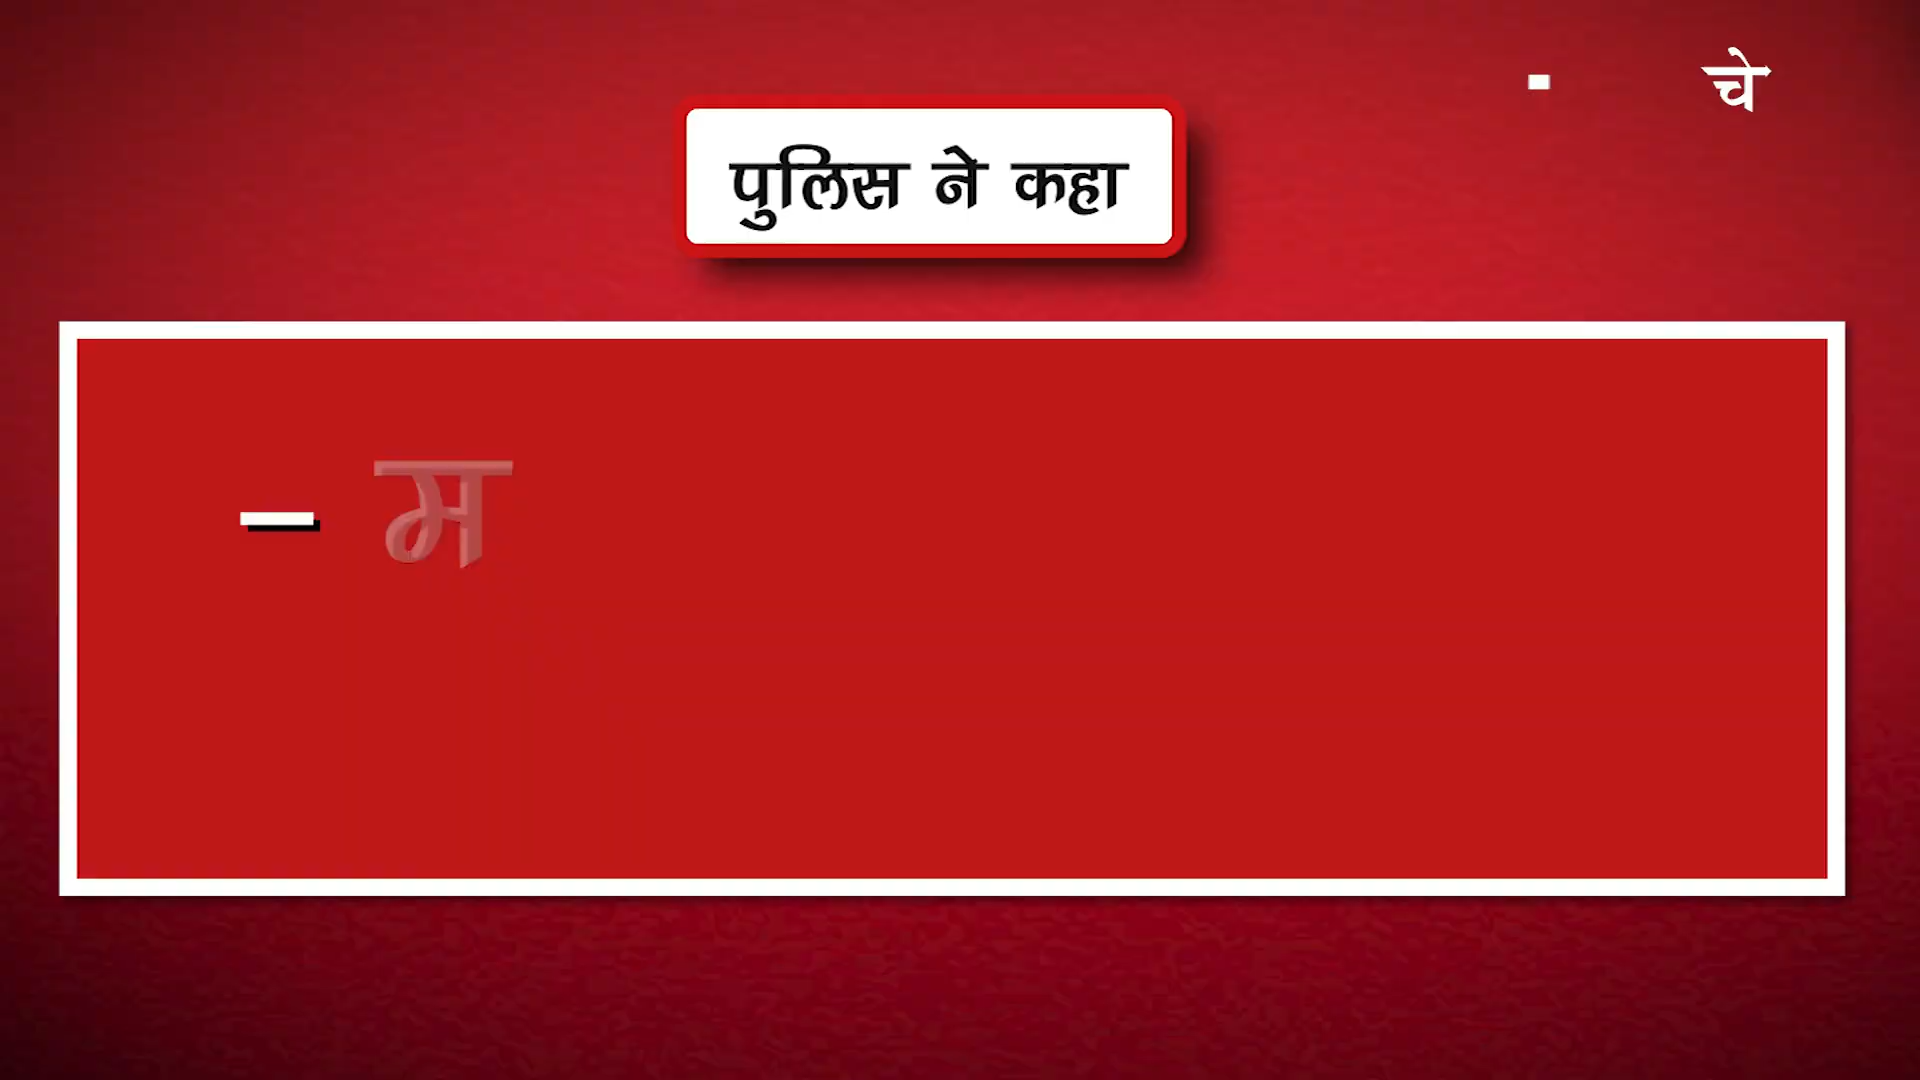 चे
पुलिस ने कहा
– म